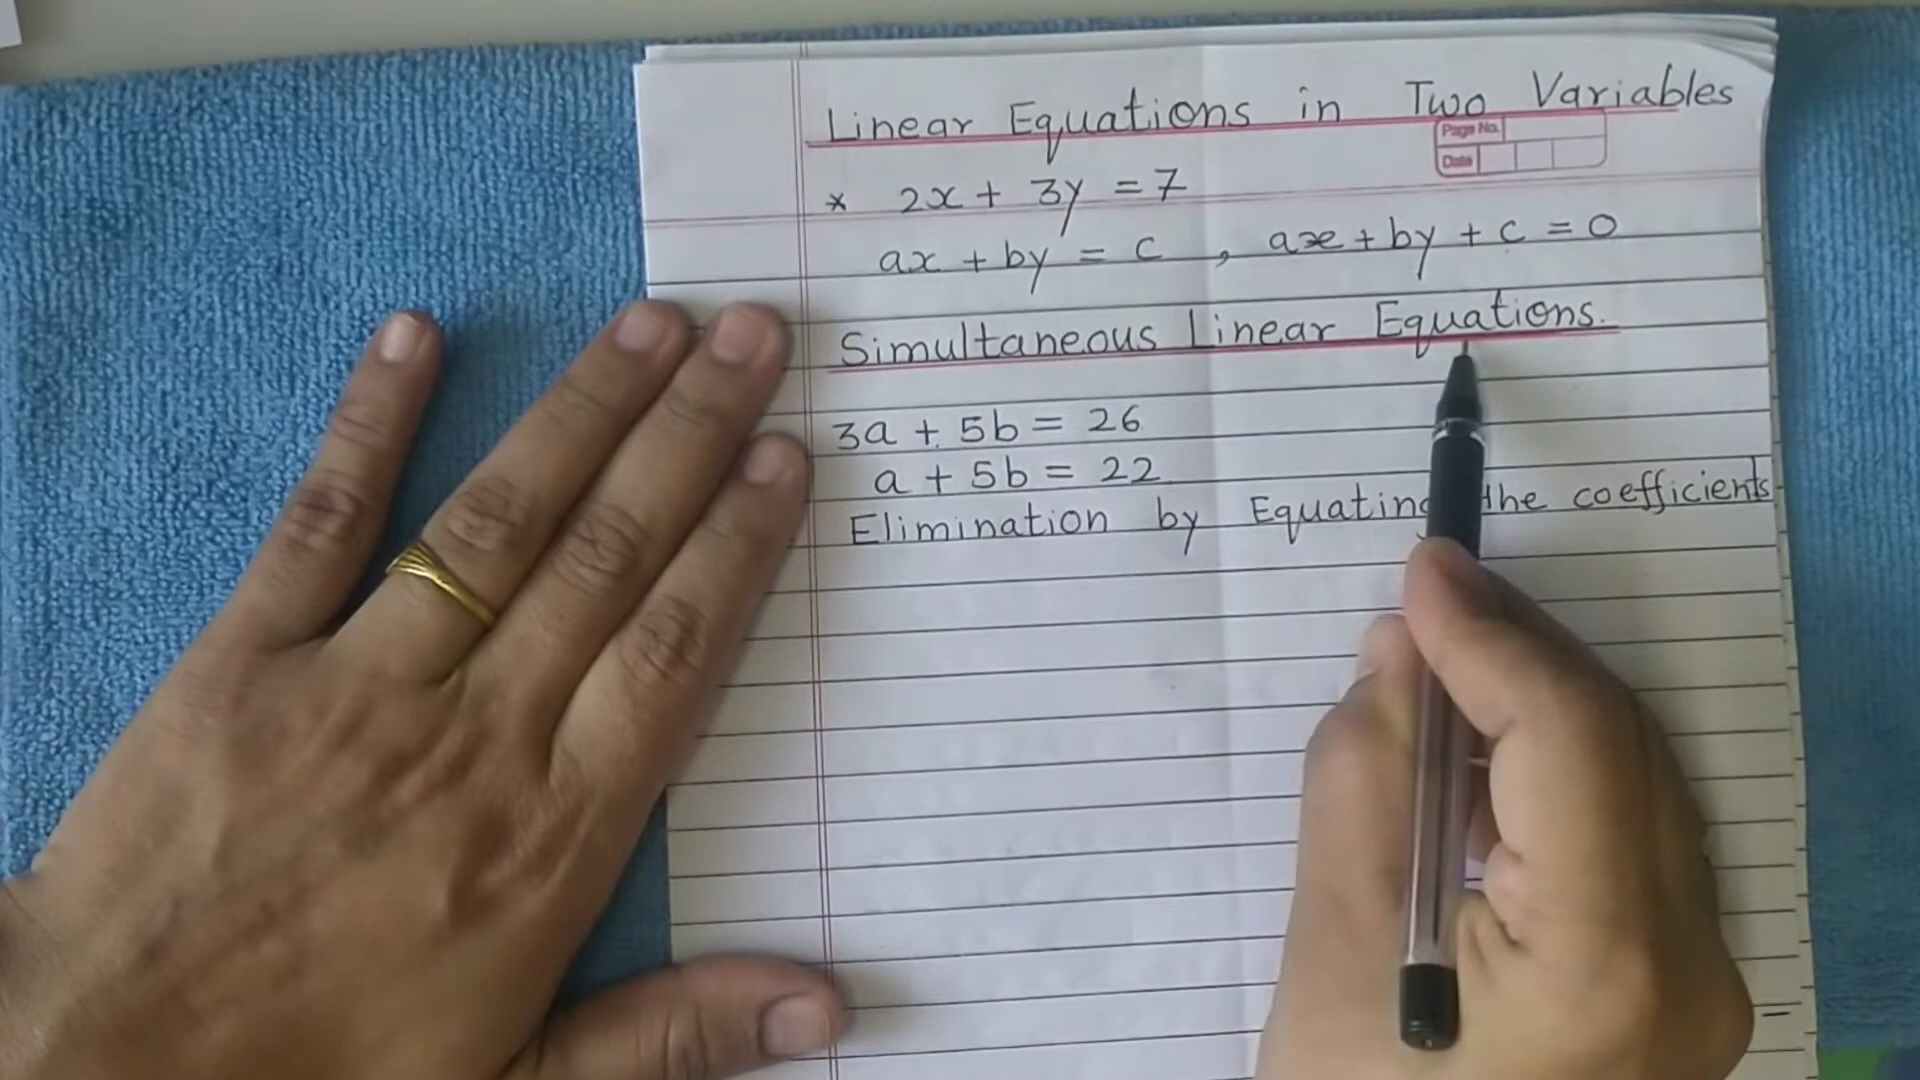 Linear Equations in Two Variables
Page No.
Date
* 2x + 3y = 7
ax + by = c , ax + by + c = 0
Simultaneous Linear Equations.
3a + 5b = 26
a + 5b = 22
Elimination by Equating the coefficients